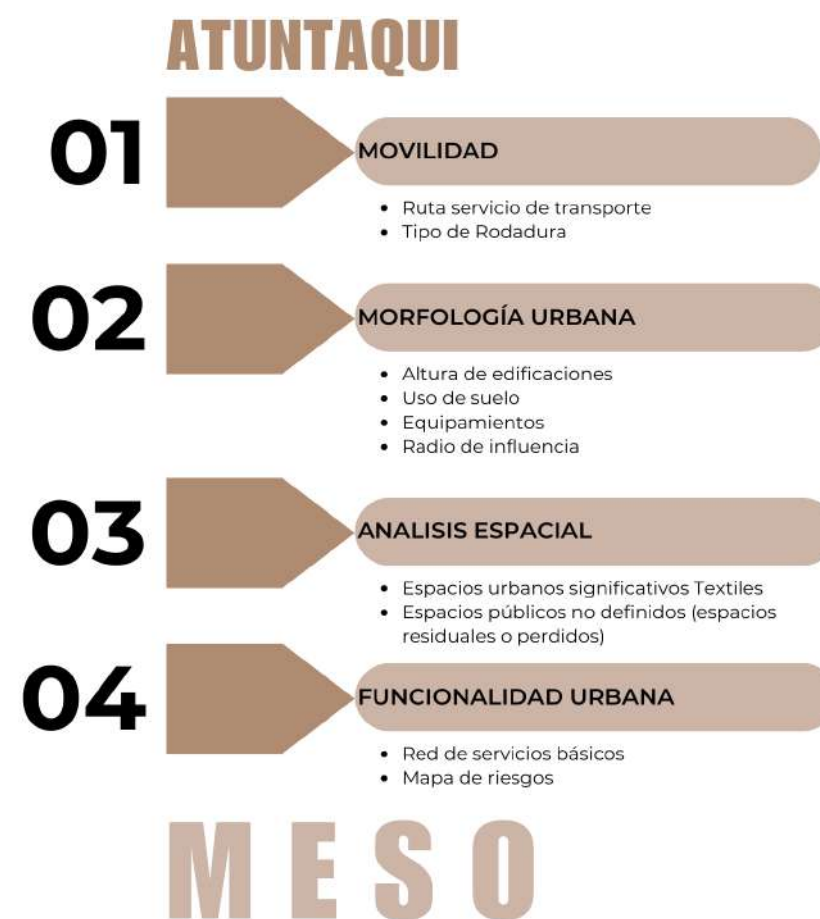 ATUNTAQUI
01
MOVILIDAD
• Ruta servicio de transporte
• Tipo de Rodadura
02
MORFOLOGÍA URBANA
• Altura de edificaciones
• Uso de suelo
• Equipamientos
• Radio de influencia
03
ANALISIS ESPACIAL
• Espacios urbanos significativos Textiles
• Espacios públicos no definidos (espacios
residuales o perdidos)
04
FUNCIONALIDAD URBANA
• Red de servicios básicos
• Mapa de riesgos
MESO